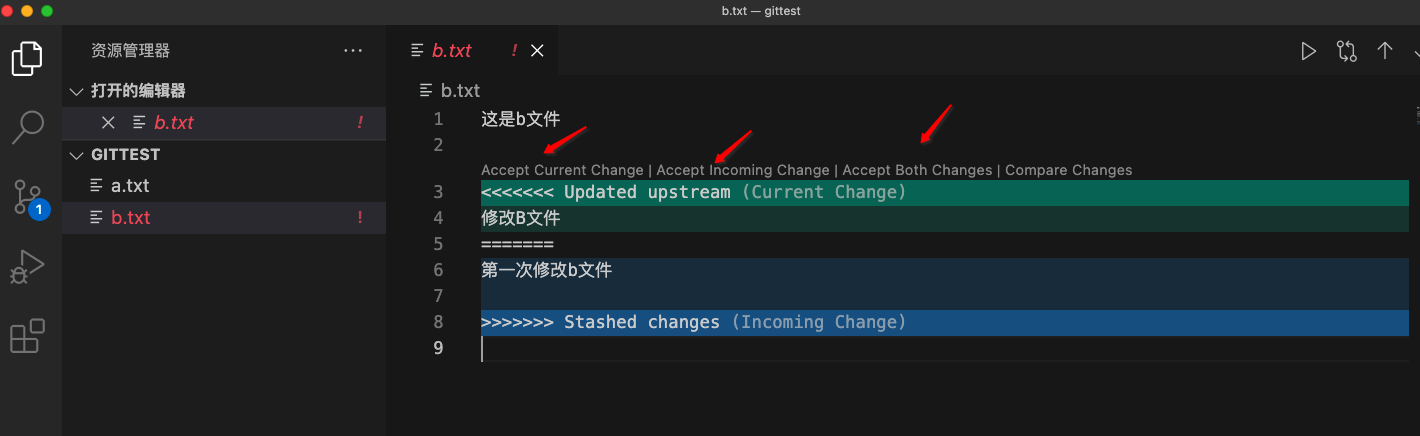 b.txt — gittest
资源管理器 ···
打开的编辑器
b.txt !
GITTEST
a.txt
b.txt !
1
b.txt !
b.txt
1 这是b文件
2
Accept Current Change | Accept Incoming Change | Accept Both Changes | Compare Changes
3 <<<<<<< Updated upstream (Current Change)
4 修改B文件
5 =======
6 第一次修改b文件
7
8 >>>>>>> Stashed changes (Incoming Change)
9